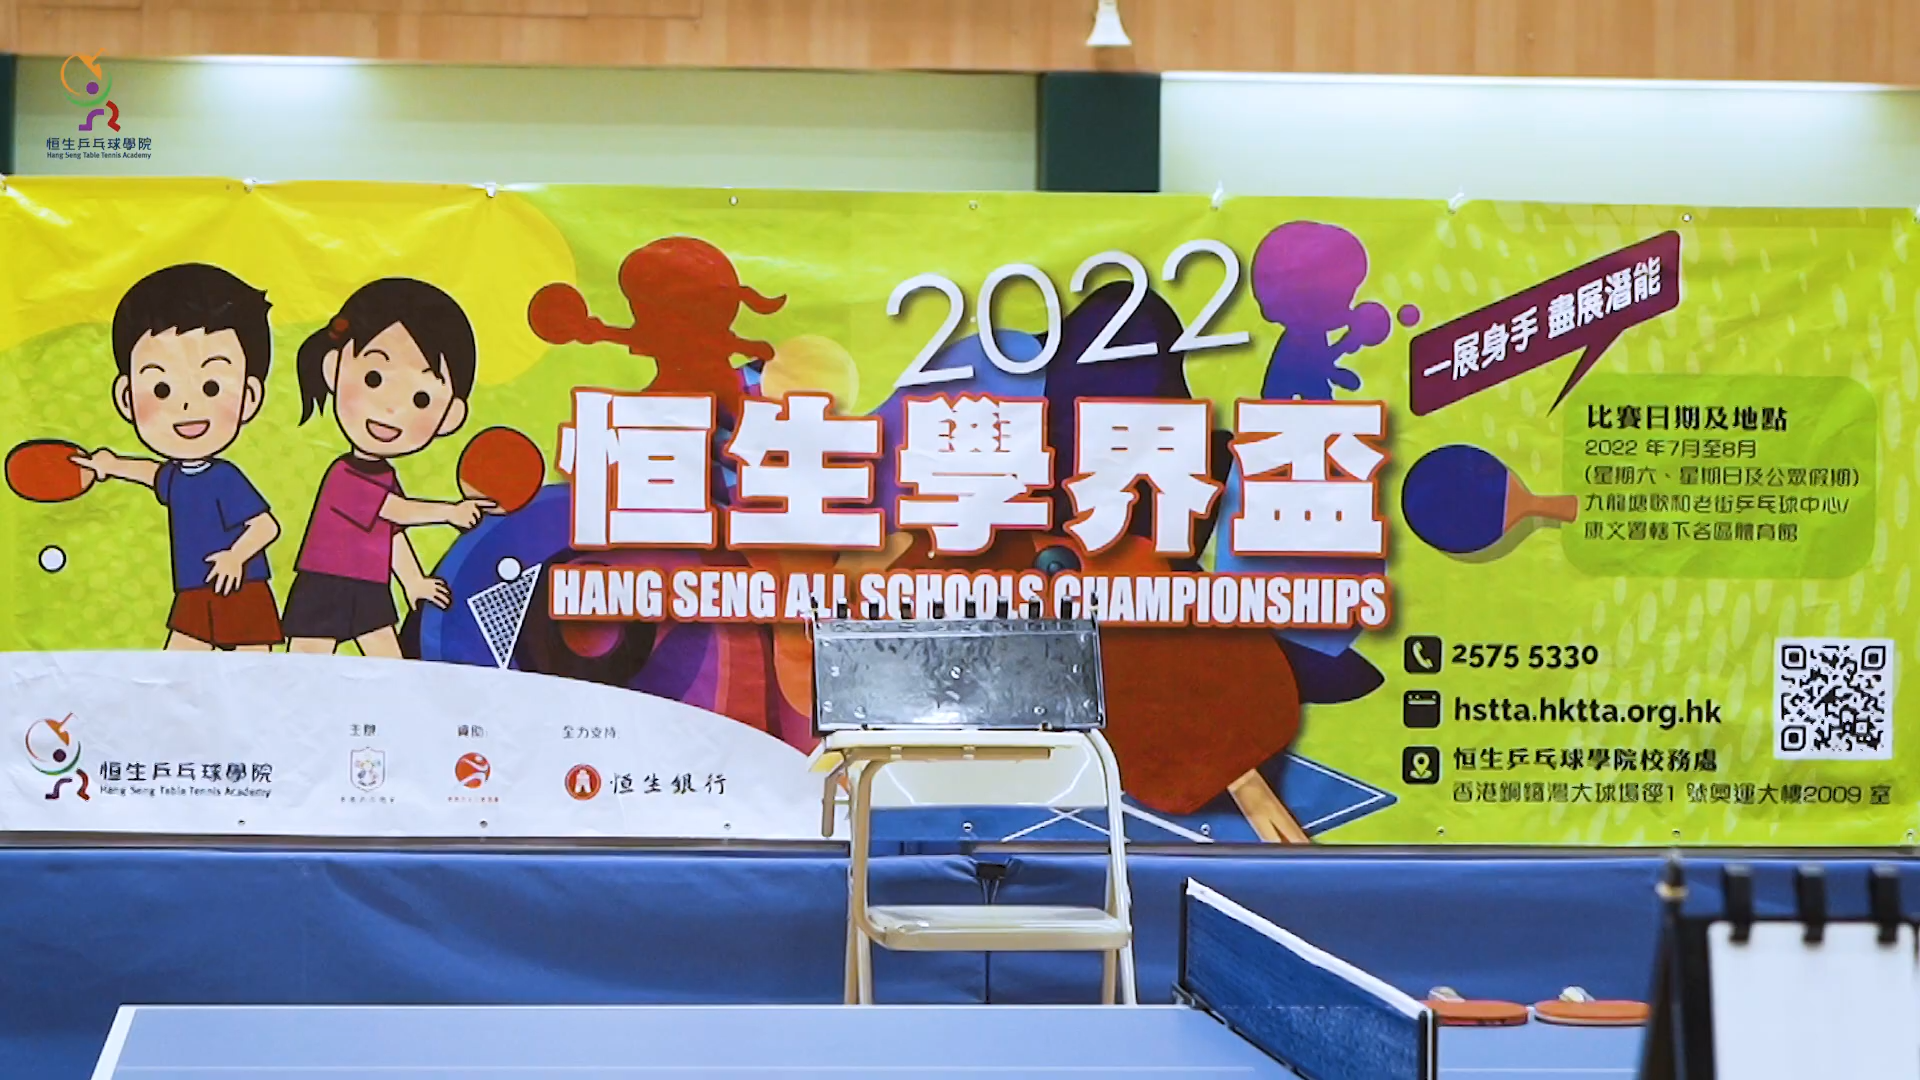 恒生乒乓球學院
Hang Seng Table Tennis Academy
2022
恒生學界盃
HANG SENG ALL SCHOOLS CHAMPIONSHIPS
一展身手 盡展潛能
比賽日期及地點
2022 年7月至8月
(星期六、星期日及公眾假期)
九龍塘歌和老街乒乓球中心/
康文署轄下各區體育館
2575 5330
hstta.hktta.org.hk
恒生乒乓球學院校務處
香港銅鑼灣大球場徑1 號奧運大樓2009 室
恒生乒乓球學院
Hang Seng Table Tennis Academy
主辦:
資助:
全力支持:
恒生銀行